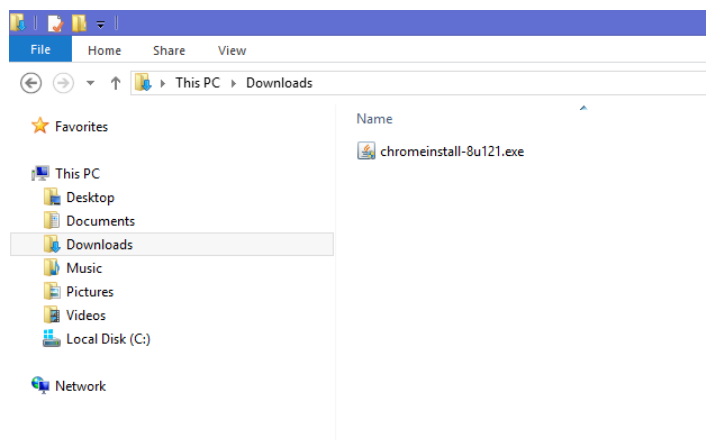 File Home Share View
This PC Downloads
Favorites
This PC
Desktop
Documents
Downloads
Music
Pictures
Videos
Local Disk (C:)
Network
Name
chromeinstall-8u121.exe